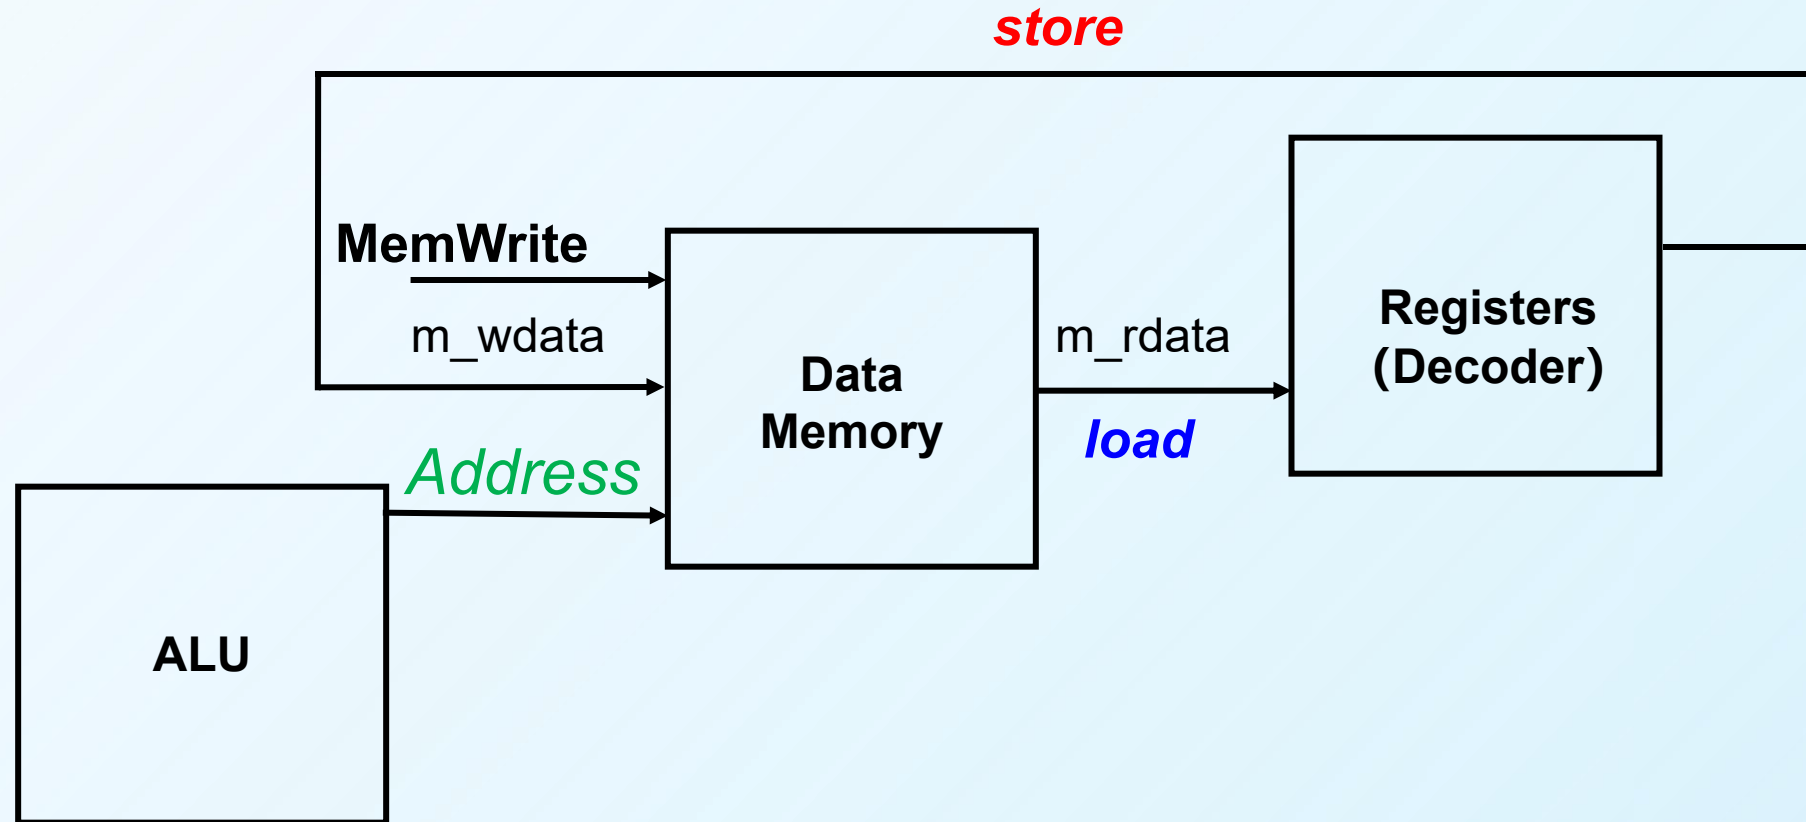 store
MemWrite
m_wdata
Address
ALU
Data
Memory
m_rdata
load
Registers
(Decoder)